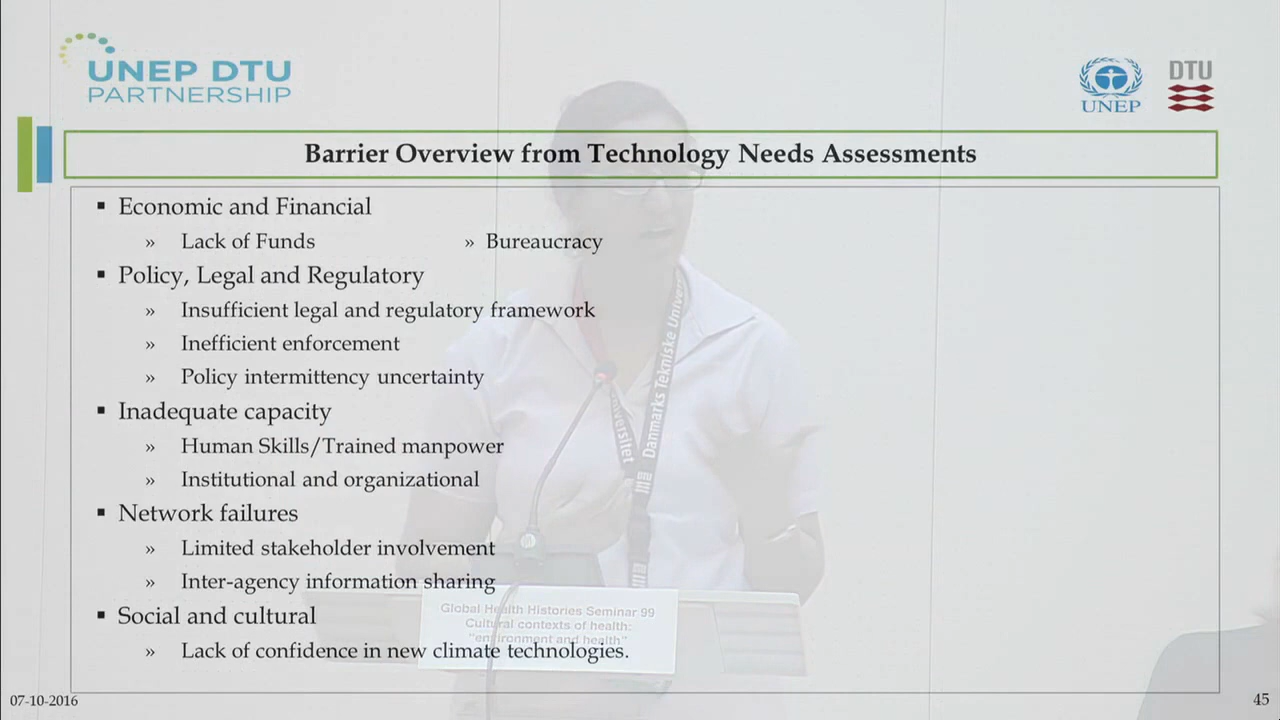 UNEP DTU
PARTNERSHIP
UNEP
DTU
Barrier Overview from Technology Needs Assessments
▪ Economic and Financial
» Lack of Funds » Bureaucracy
▪ Policy, Legal and Regulatory
» Insufficient legal and regulatory framework
» Inefficient enforcement
» Policy intermittency uncertainty
▪ Inadequate capacity
» Human Skills/Trained manpower
» Institutional and organizational
▪ Network failures
» Limited stakeholder involvement
» Inter-agency information sharing
▪ Social and cultural
» Lack of confidence in new climate technologies.
Danmarks Tekniske Univers
iversitet
Global Health Histories Seminar 99
Cultural contexts of health:
"environment and health"
07-10-2016
45